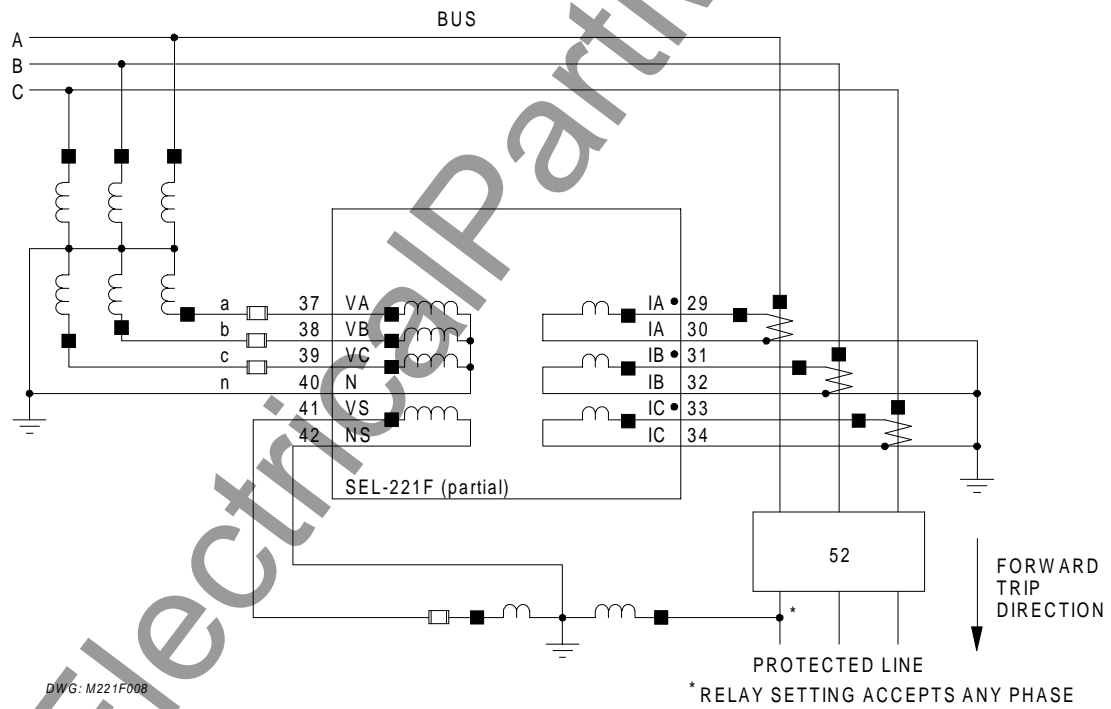 BUS
A
B
C
a 37 VA
b 38 VB
c 39 VC
n 40 N
41 VS
42 NS
IA 29
IA 30
IB 31
IB 32
IC 33
IC 34
SEL-221F (partial)
52
FORWARD
TRIP
DIRECTION
*
PROTECTED LINE
*RELAY SETTING ACCEPTS ANY PHASE
DWG: M221F008